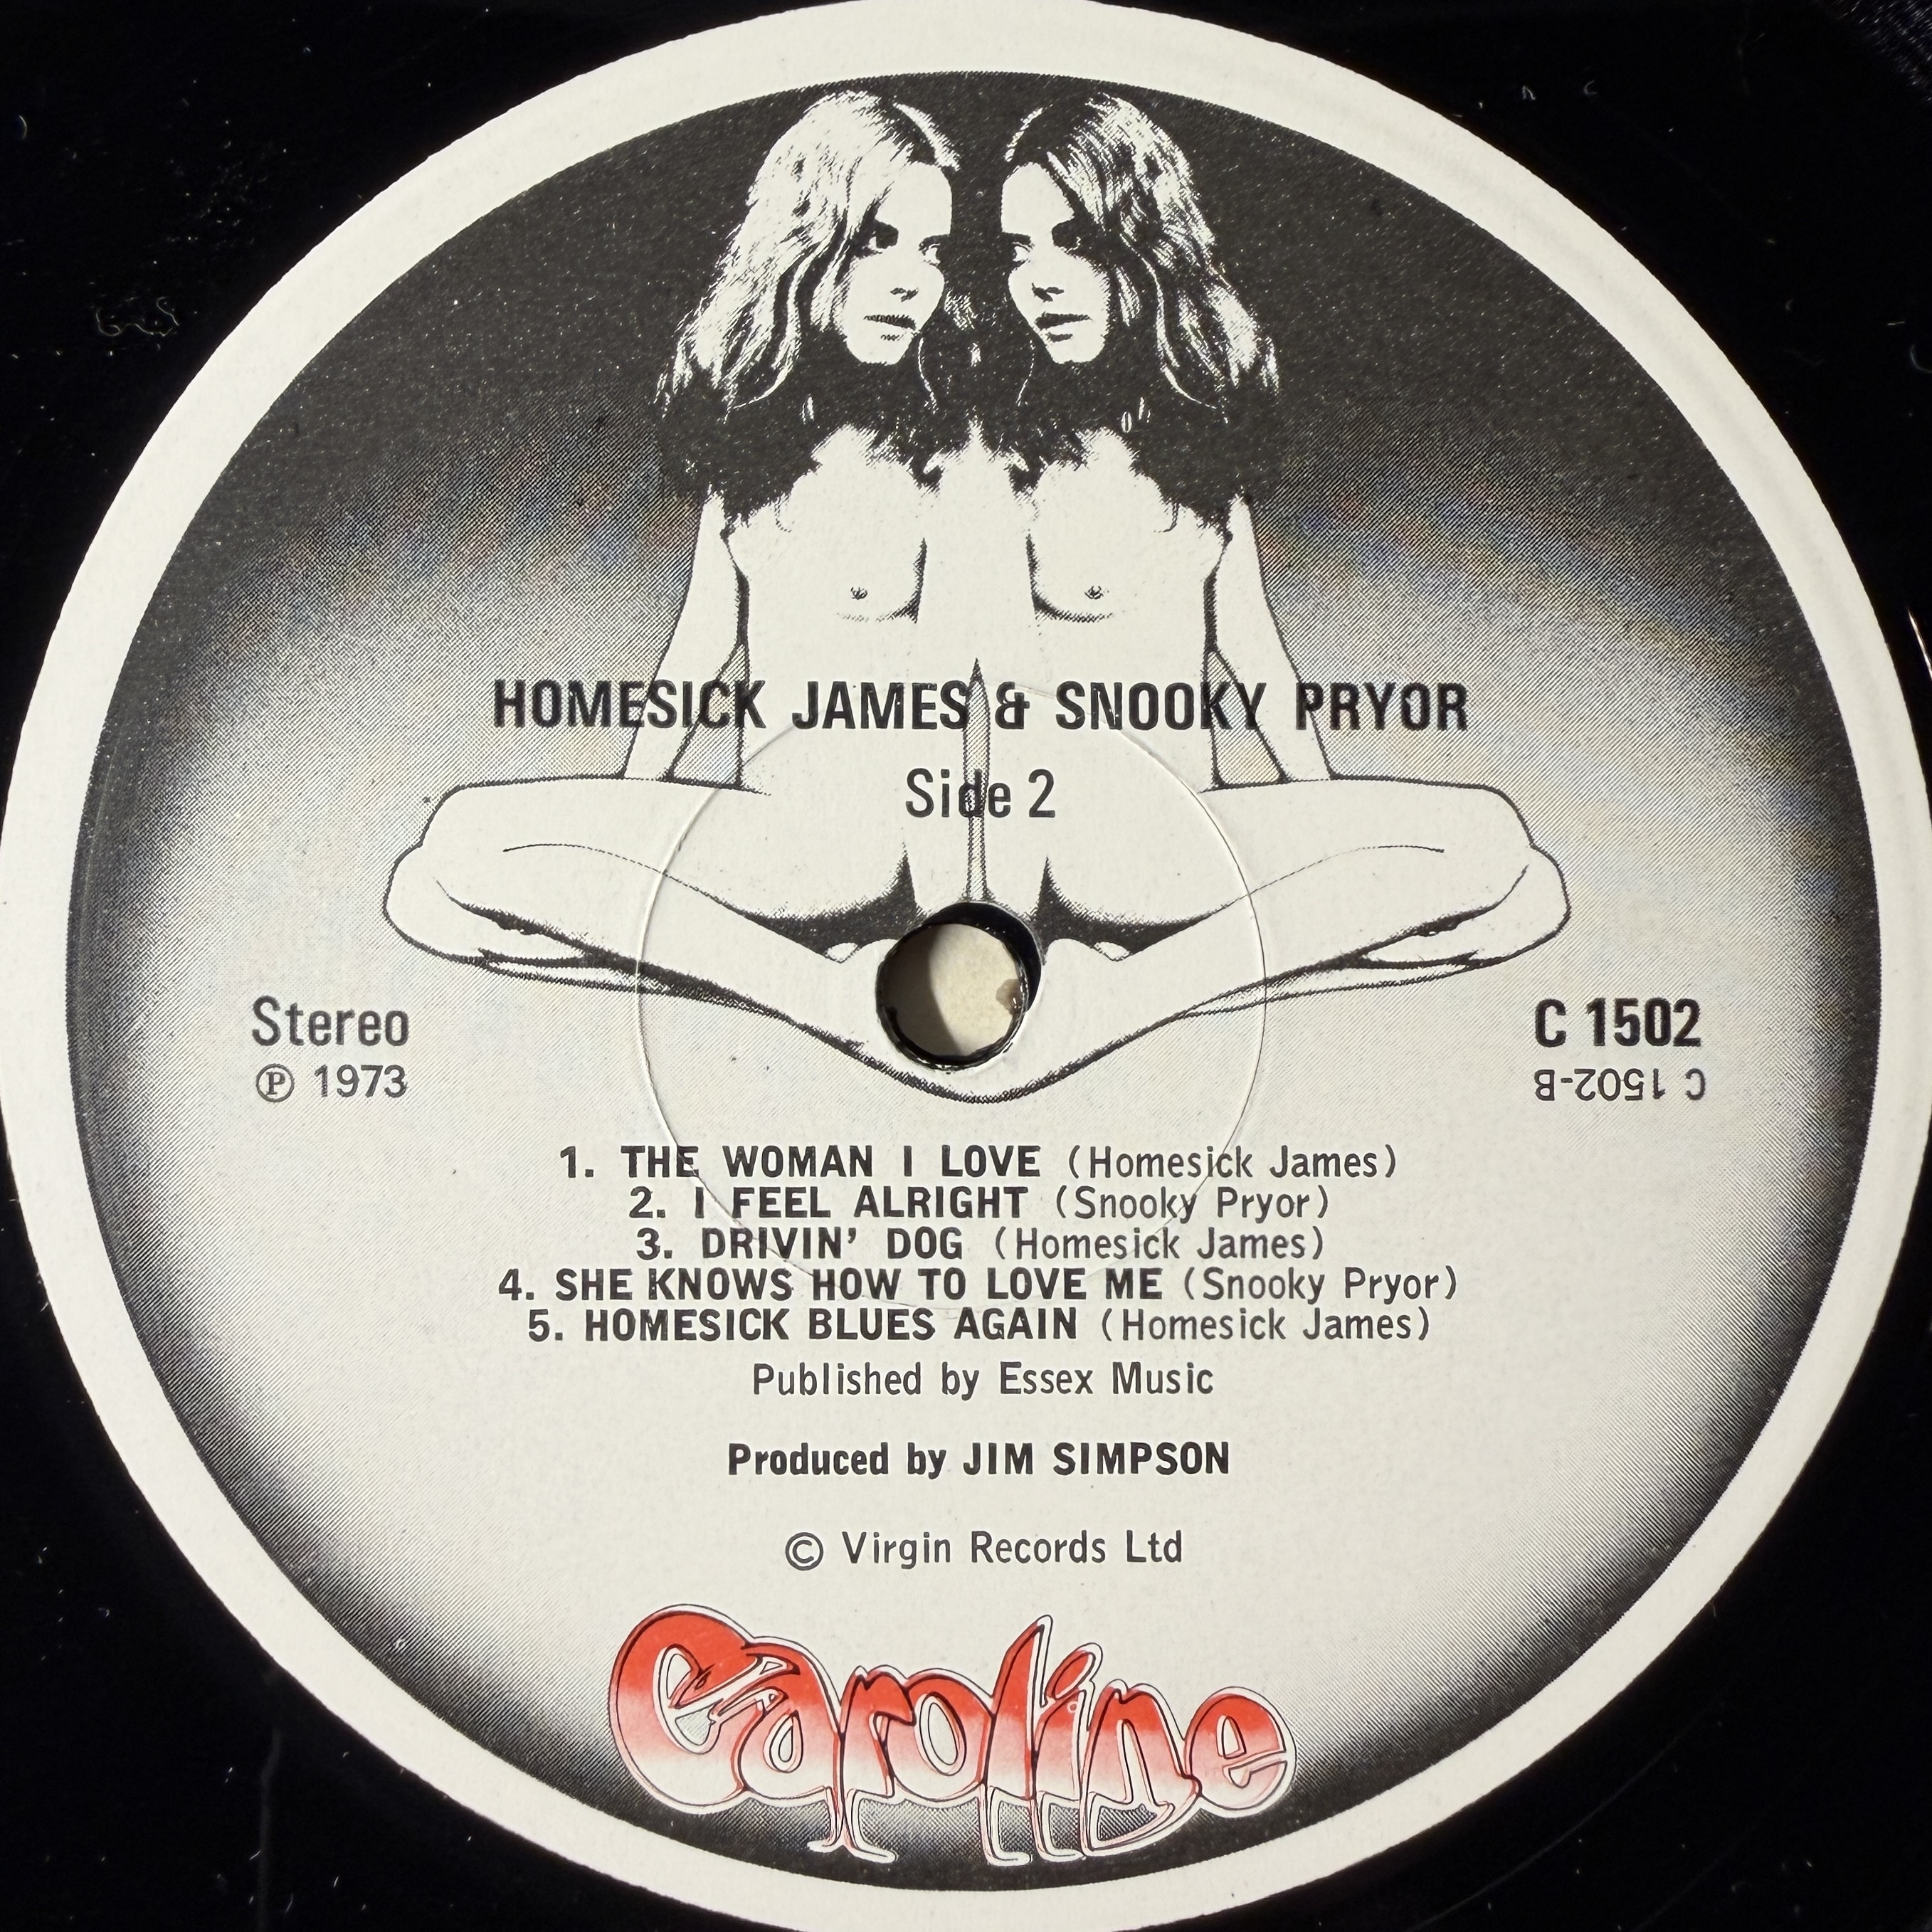 HOMESICK JAMES & SNOOKY PRYOR
Side 2
Stereo
Ⓟ 1973
C 1502
C 1502-B
1. THE WOMAN I LOVE (Homesick James)
2. I FEEL ALRIGHT (Snooky Pryor)
3. DRIVIN' DOG (Homesick James)
4. SHE KNOWS HOW TO LOVE ME (Snooky Pryor)
5. HOMESICK BLUES AGAIN (Homesick James)
Published by Essex Music
Produced by JIM SIMPSON
© Virgin Records Ltd
Caroline